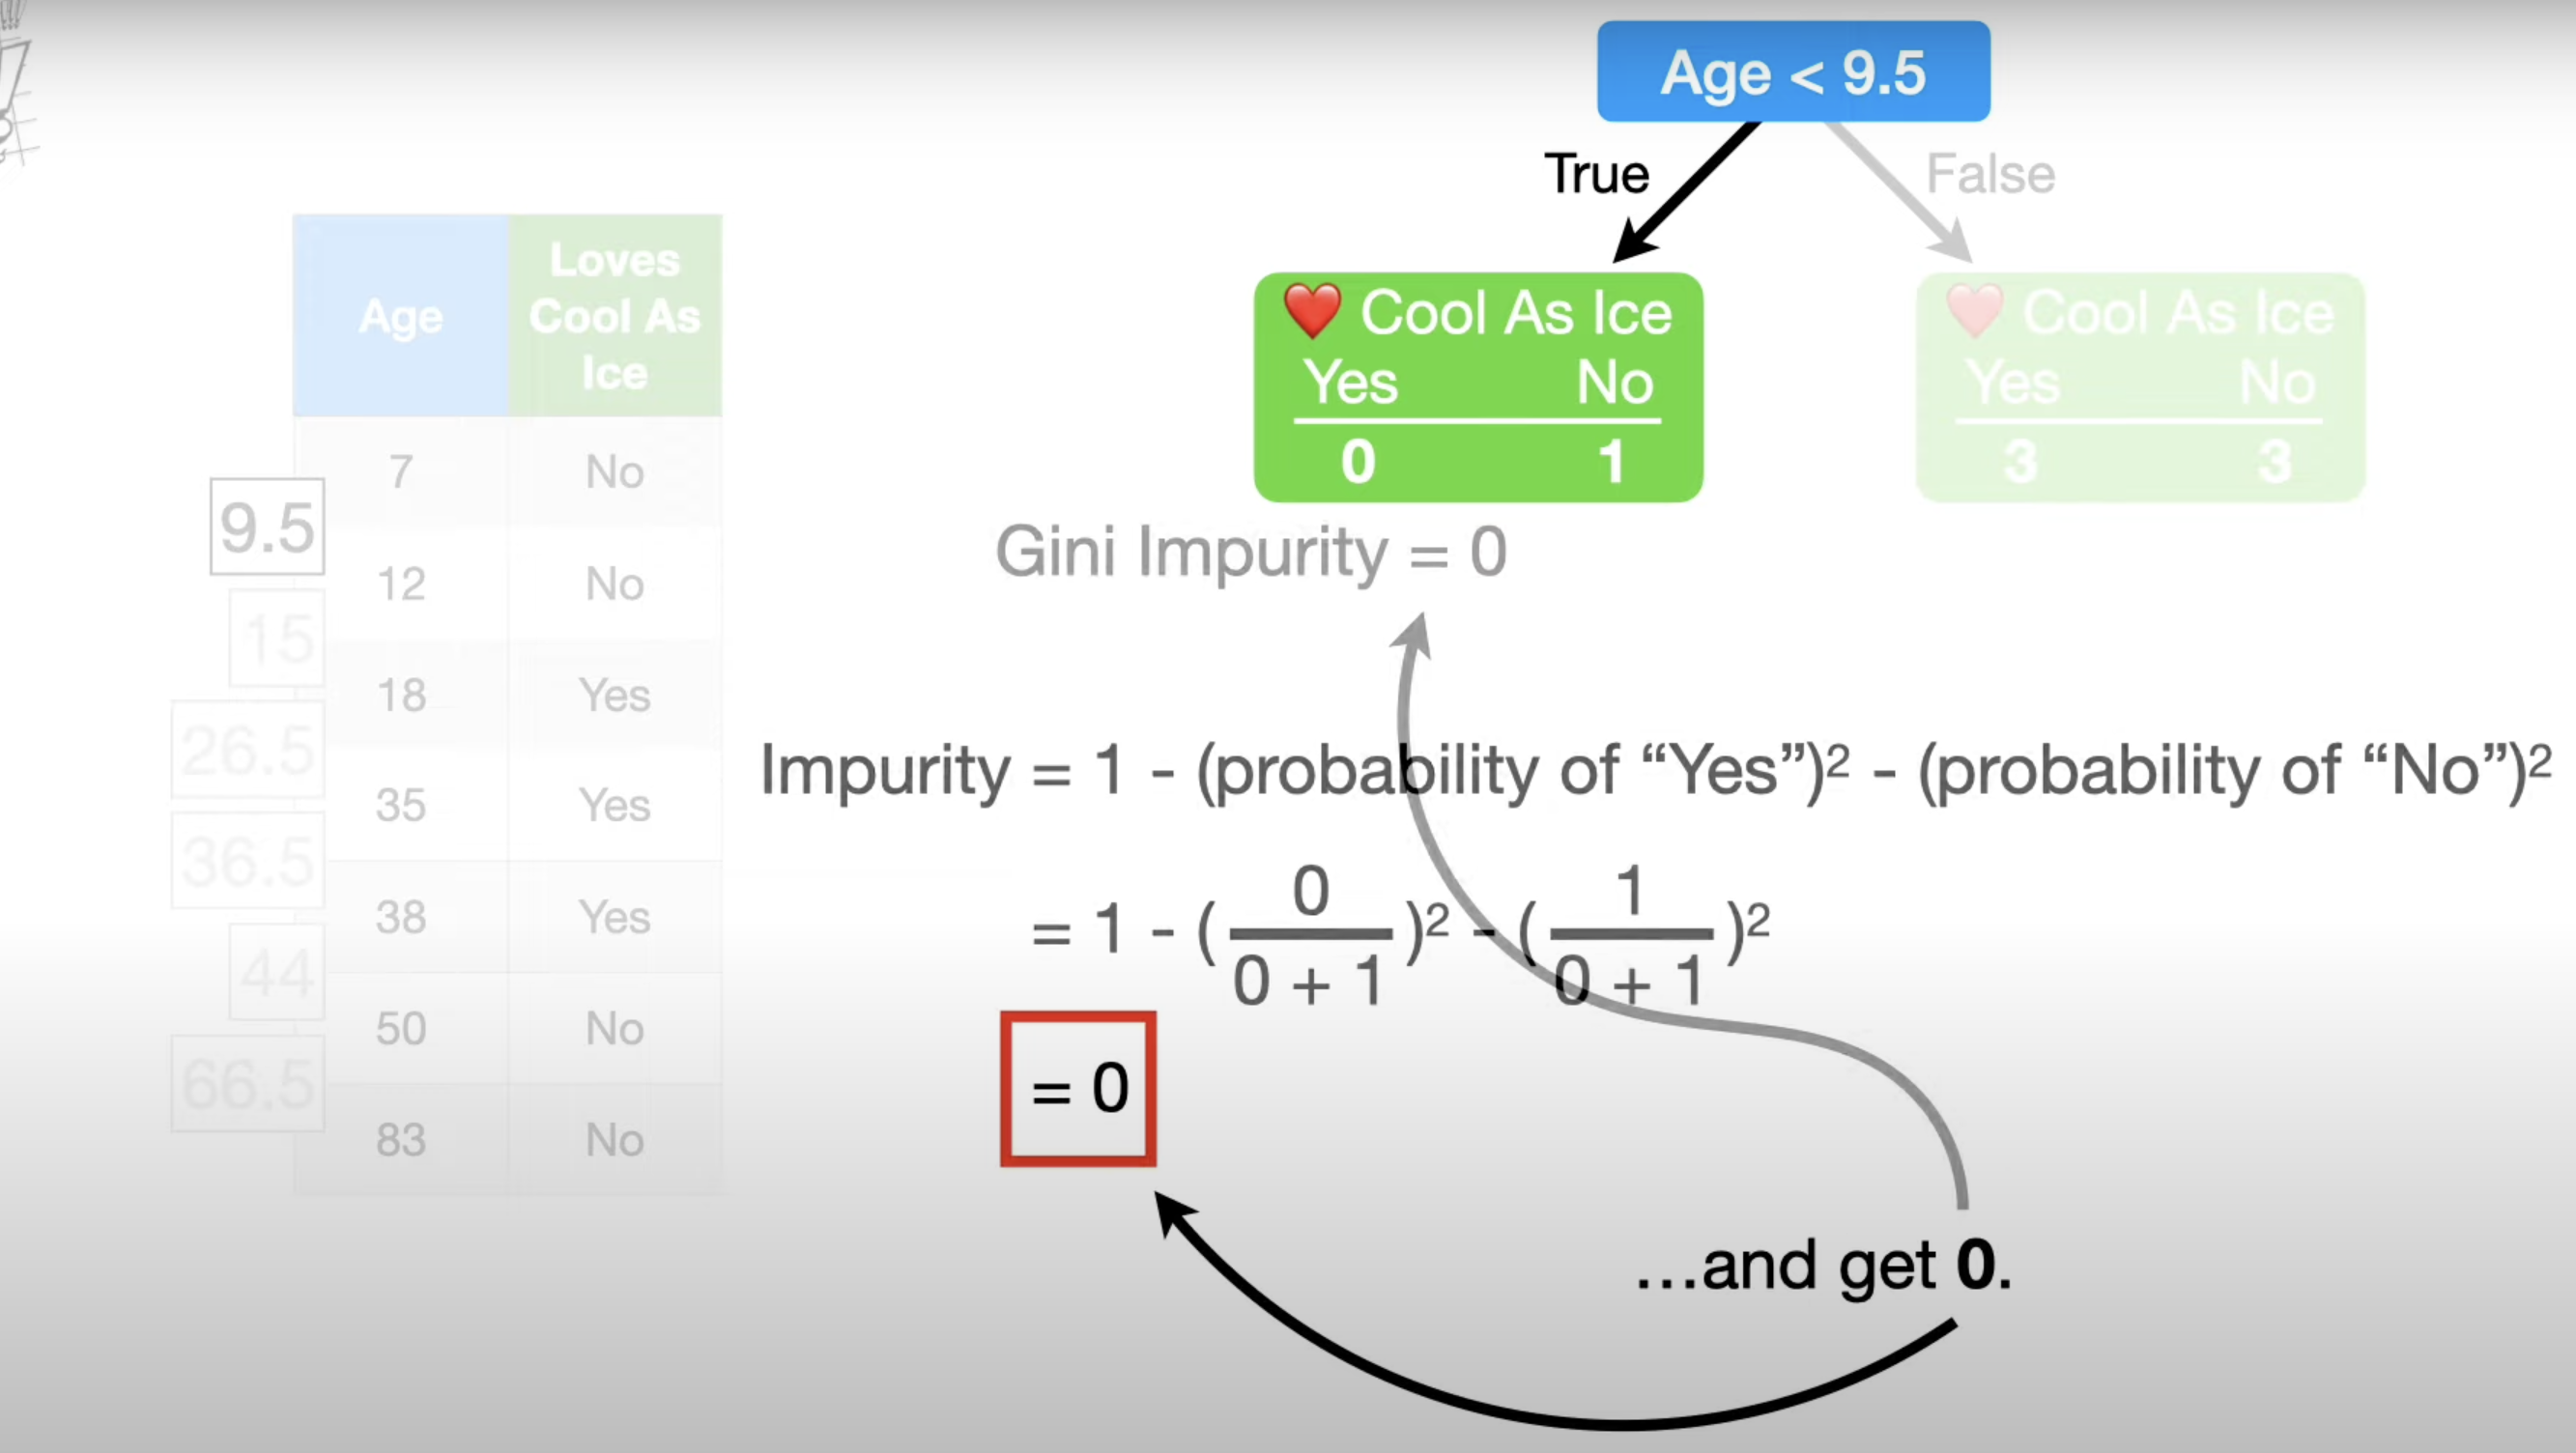 Age < 9.5
True
False
Age
Loves
Cool As
Ice
7 No
12 No
18 Yes
35 Yes
38 Yes
50 No
83 No
9.5
15
26.5
36.5
44
66.5
❤️ Cool As Ice
Yes No
0 1
❤️ Cool As Ice
Yes No
3 3
Gini Impurity = 0
Impurity = 1 - (probability of “Yes”)² - (probability of “No”)²
= 1 - (0 / 0 + 1)² - (1 / 0 + 1)²
= 0
...and get 0.